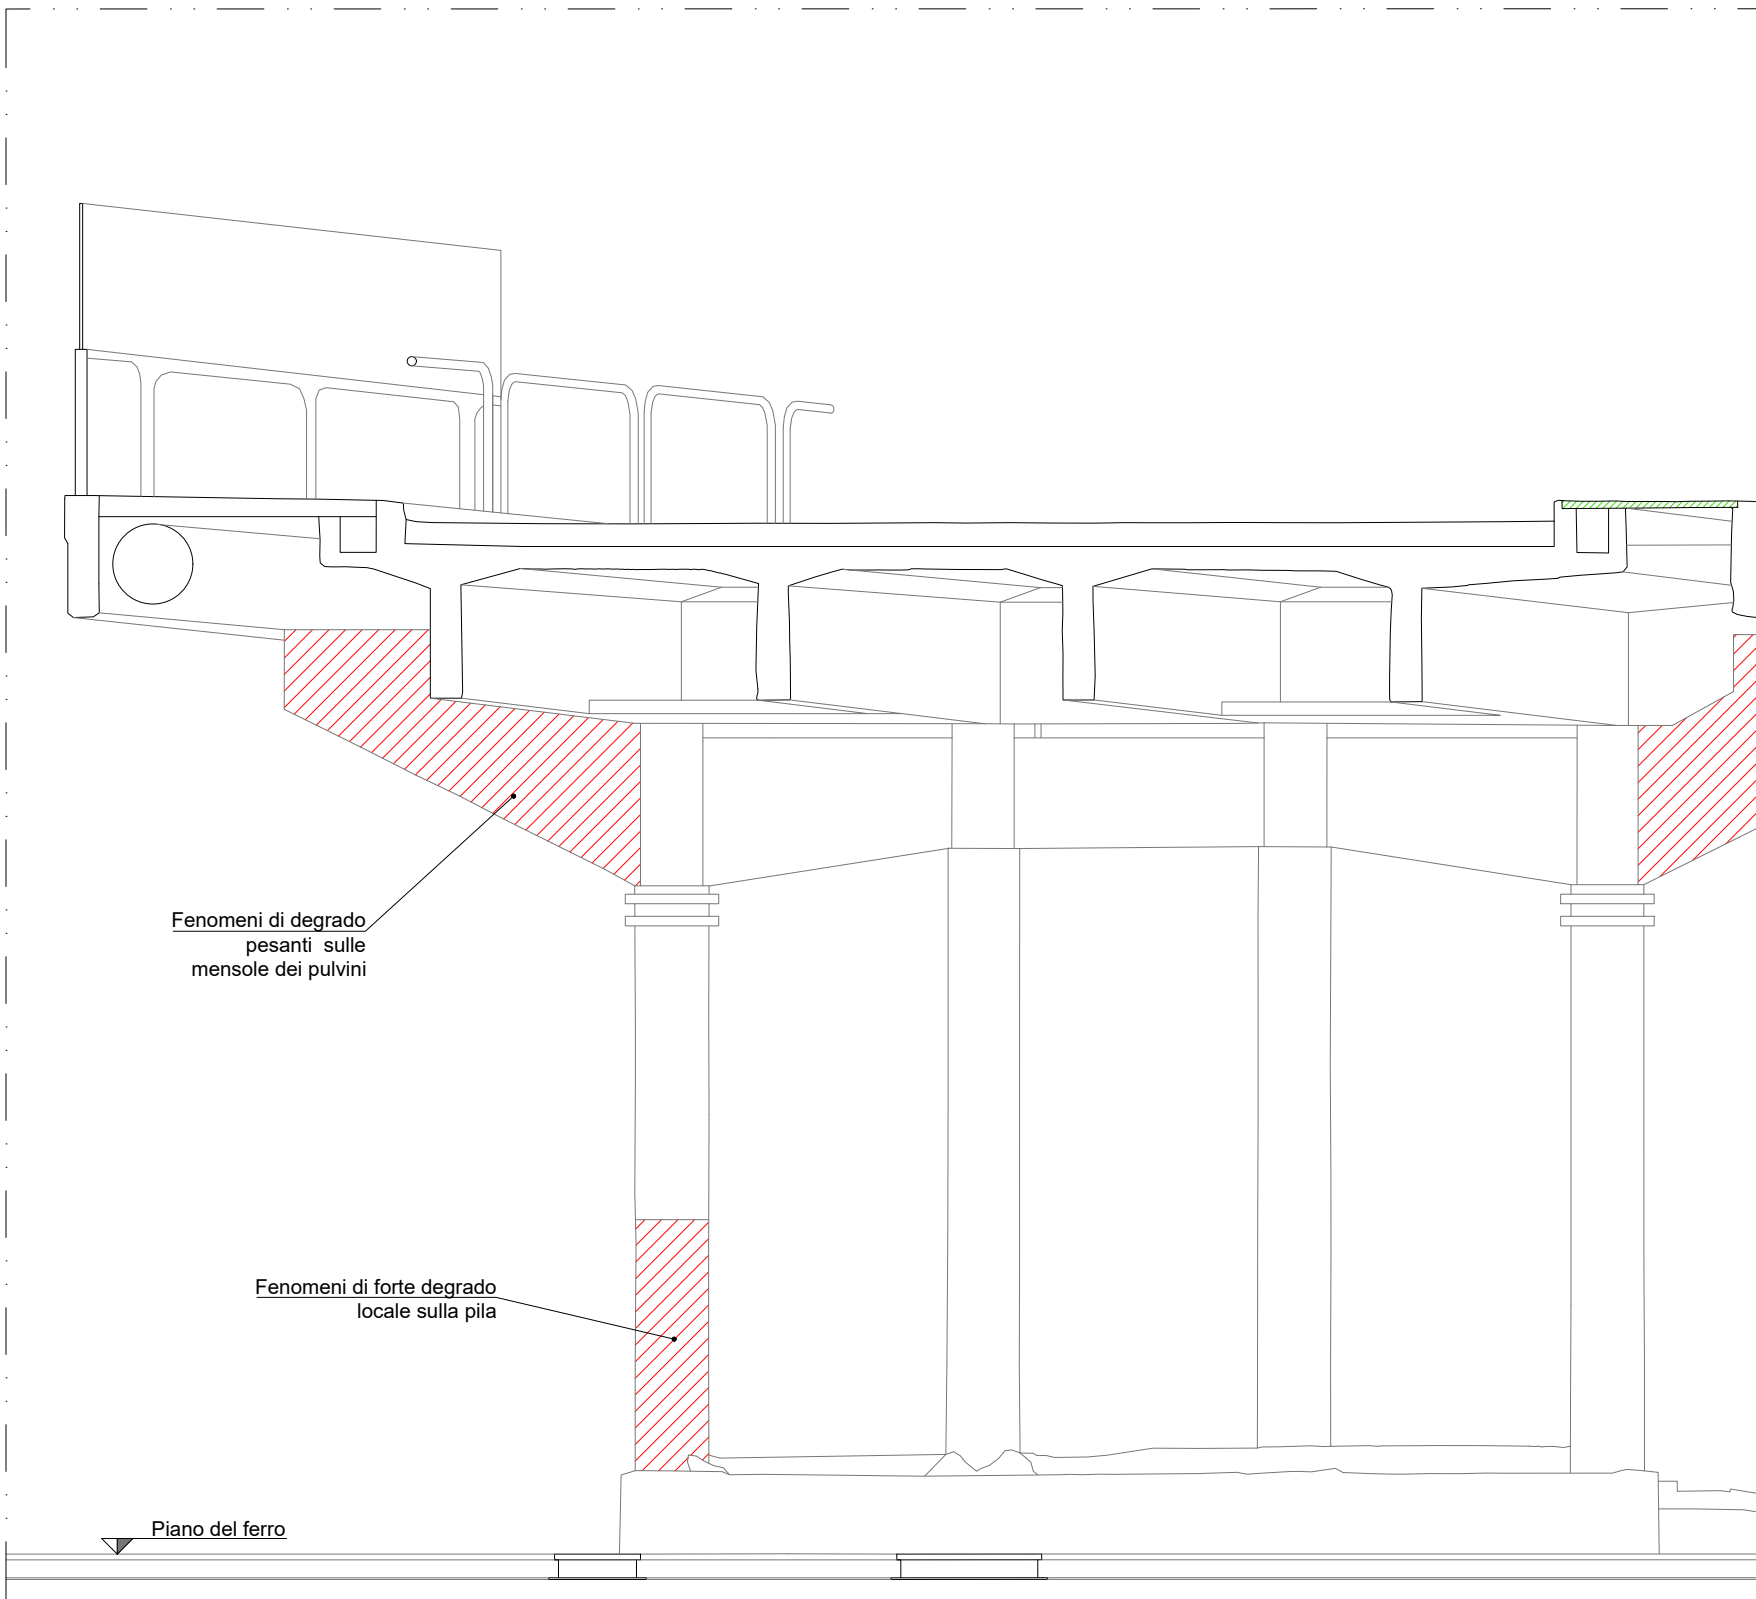 Fenomeni di degrado
pesanti  sulle
mensole dei pulvini
Fenomeni di forte degrado
locale sulla pila
Piano del ferro